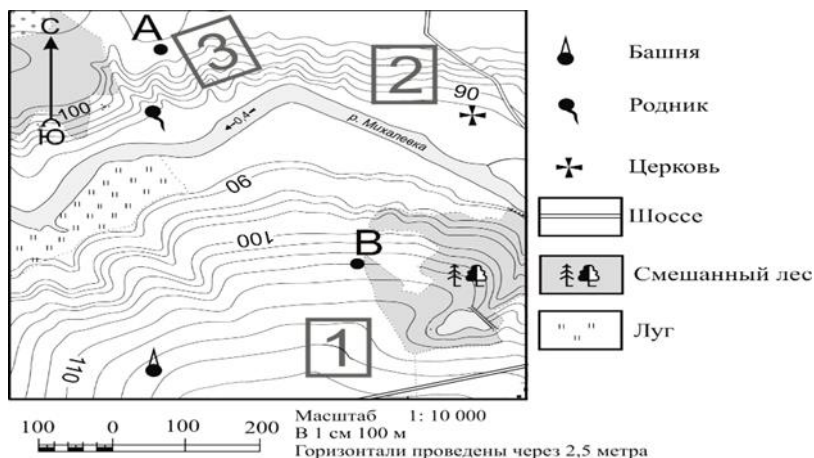 С
А
3
2
100
Ю
0,4
р. Михалевка
90
90
100
В
1
110
Башня
Родник
Церковь
Шоссе
Смешанный лес
Луг
100 0 100 200
Масштаб 1: 10 000
В 1 см 100 м
Горизонтали проведены через 2,5 метра